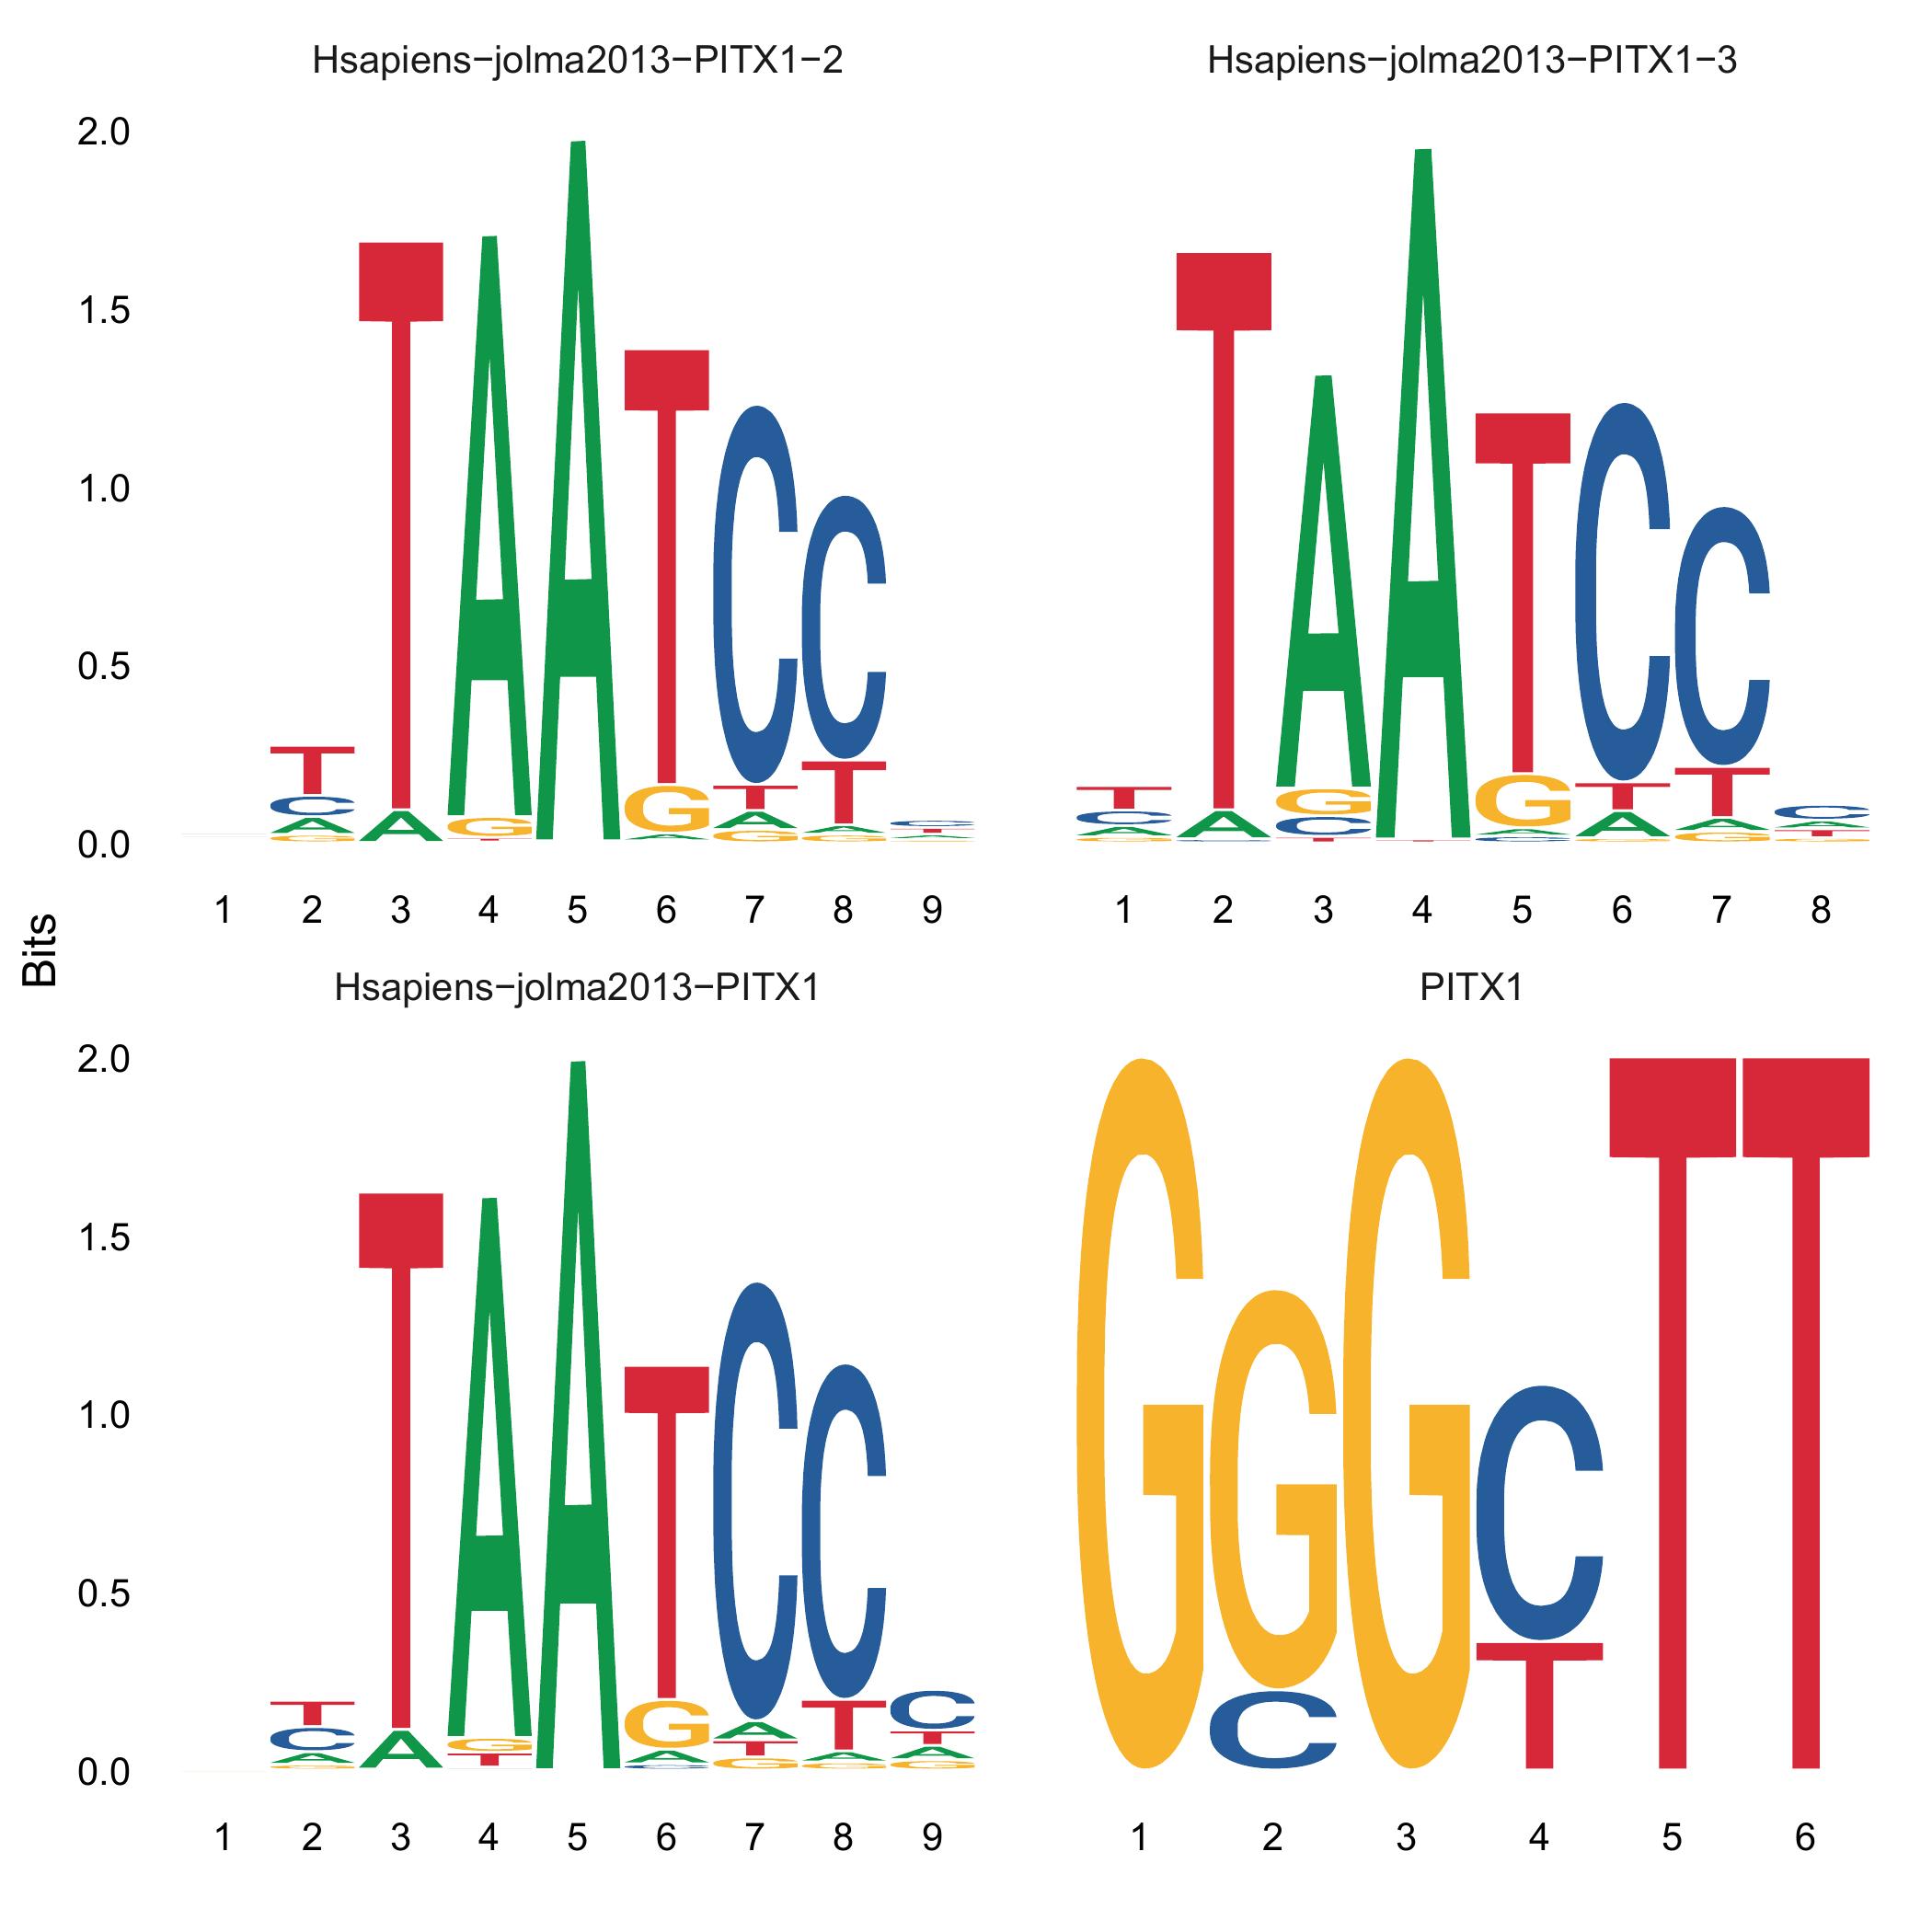 Hsapiens−jolma2013−PITX1−2
Hsapiens−jolma2013−PITX1−3
2.0
1.5
1.0
0.5
0.0
T C A G
T A
A G T
A
T G A
C T A G
C T A G
C T A G
T C A G
T A C
A G C T
A T
T G A C
C T A
C T A G
C A T G
1 2 3 4 5 6 7 8 9
1 2 3 4 5 6 7 8
Bits
Hsapiens−jolma2013−PITX1
PITX1
2.0
1.5
1.0
0.5
0.0
T C A G
T A
A G T
A
T G A C
C A T G
C T A G
C T A G
G
G C
G
C T
T
T
1 2 3 4 5 6 7 8 9
1 2 3 4 5 6